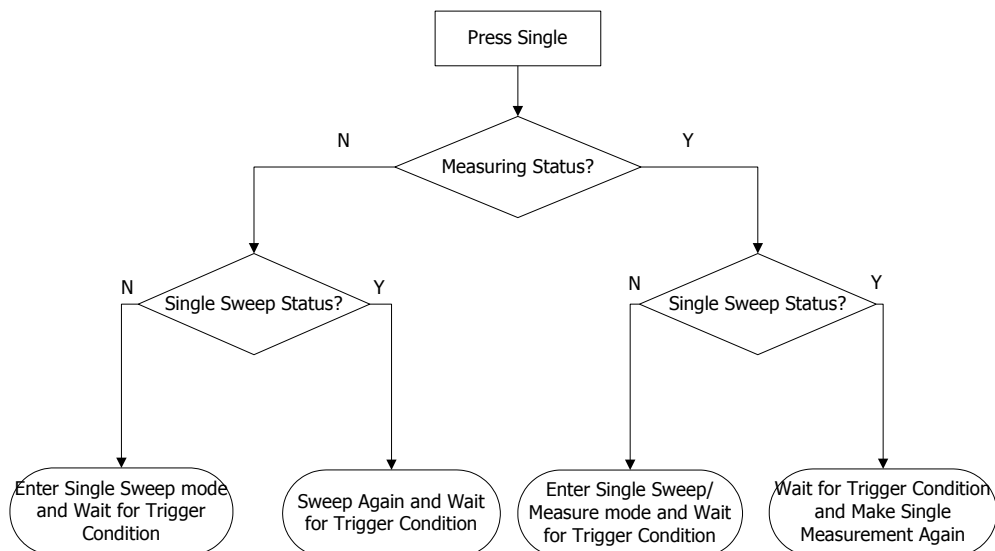 Press Single
N
Y
Measuring Status?
N
Y
N
Y
Single Sweep Status?
Single Sweep Status?
Enter Single Sweep mode
and Wait for Trigger
Condition
Sweep Again and Wait
for Trigger Condition
Enter Single Sweep/
Measure mode and Wait
for Trigger Condition
Wait for Trigger Condition
and Make Single
Measurement Again